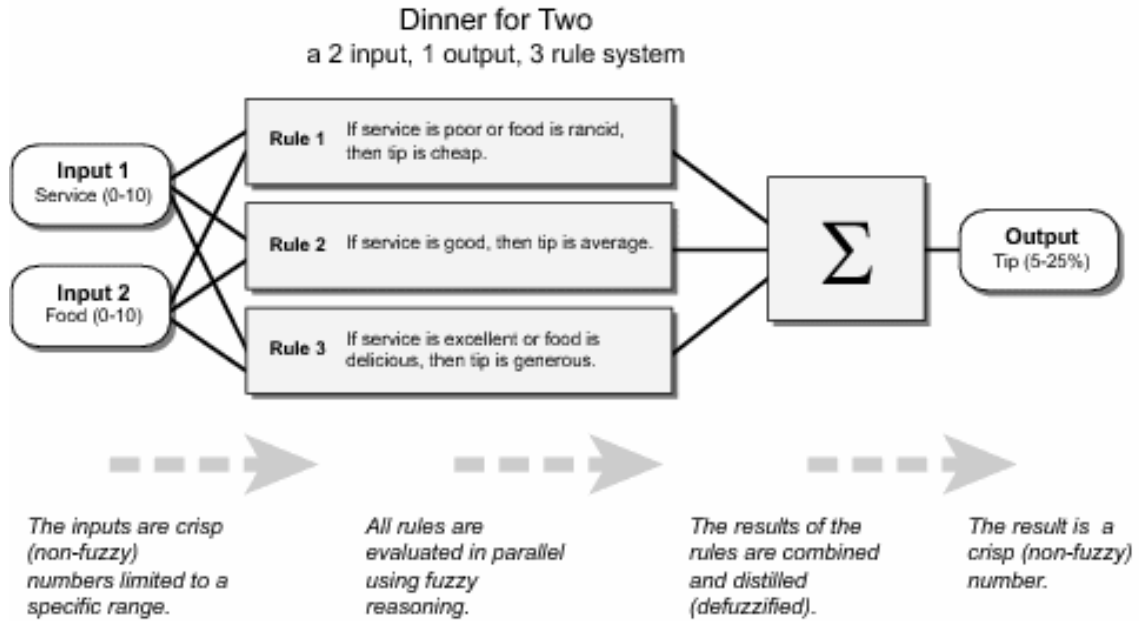 Dinner for Two
a 2 input, 1 output, 3 rule system
Input 1
Service (0-10)
Input 2
Food (0-10)
Rule 1
If service is poor or food is rancid,
then tip is cheap.
Rule 2
If service is good, then tip is average.
Rule 3
If service is excellent or food is
delicious, then tip is generous.
Σ
Output
Tip (5-25%)
The inputs are crisp
(non-fuzzy)
numbers limited to a
specific range.
All rules are
evaluated in parallel
using fuzzy
reasoning.
The results of the
rules are combined
and distilled
(defuzzified).
The result is a
crisp (non-fuzzy)
number.